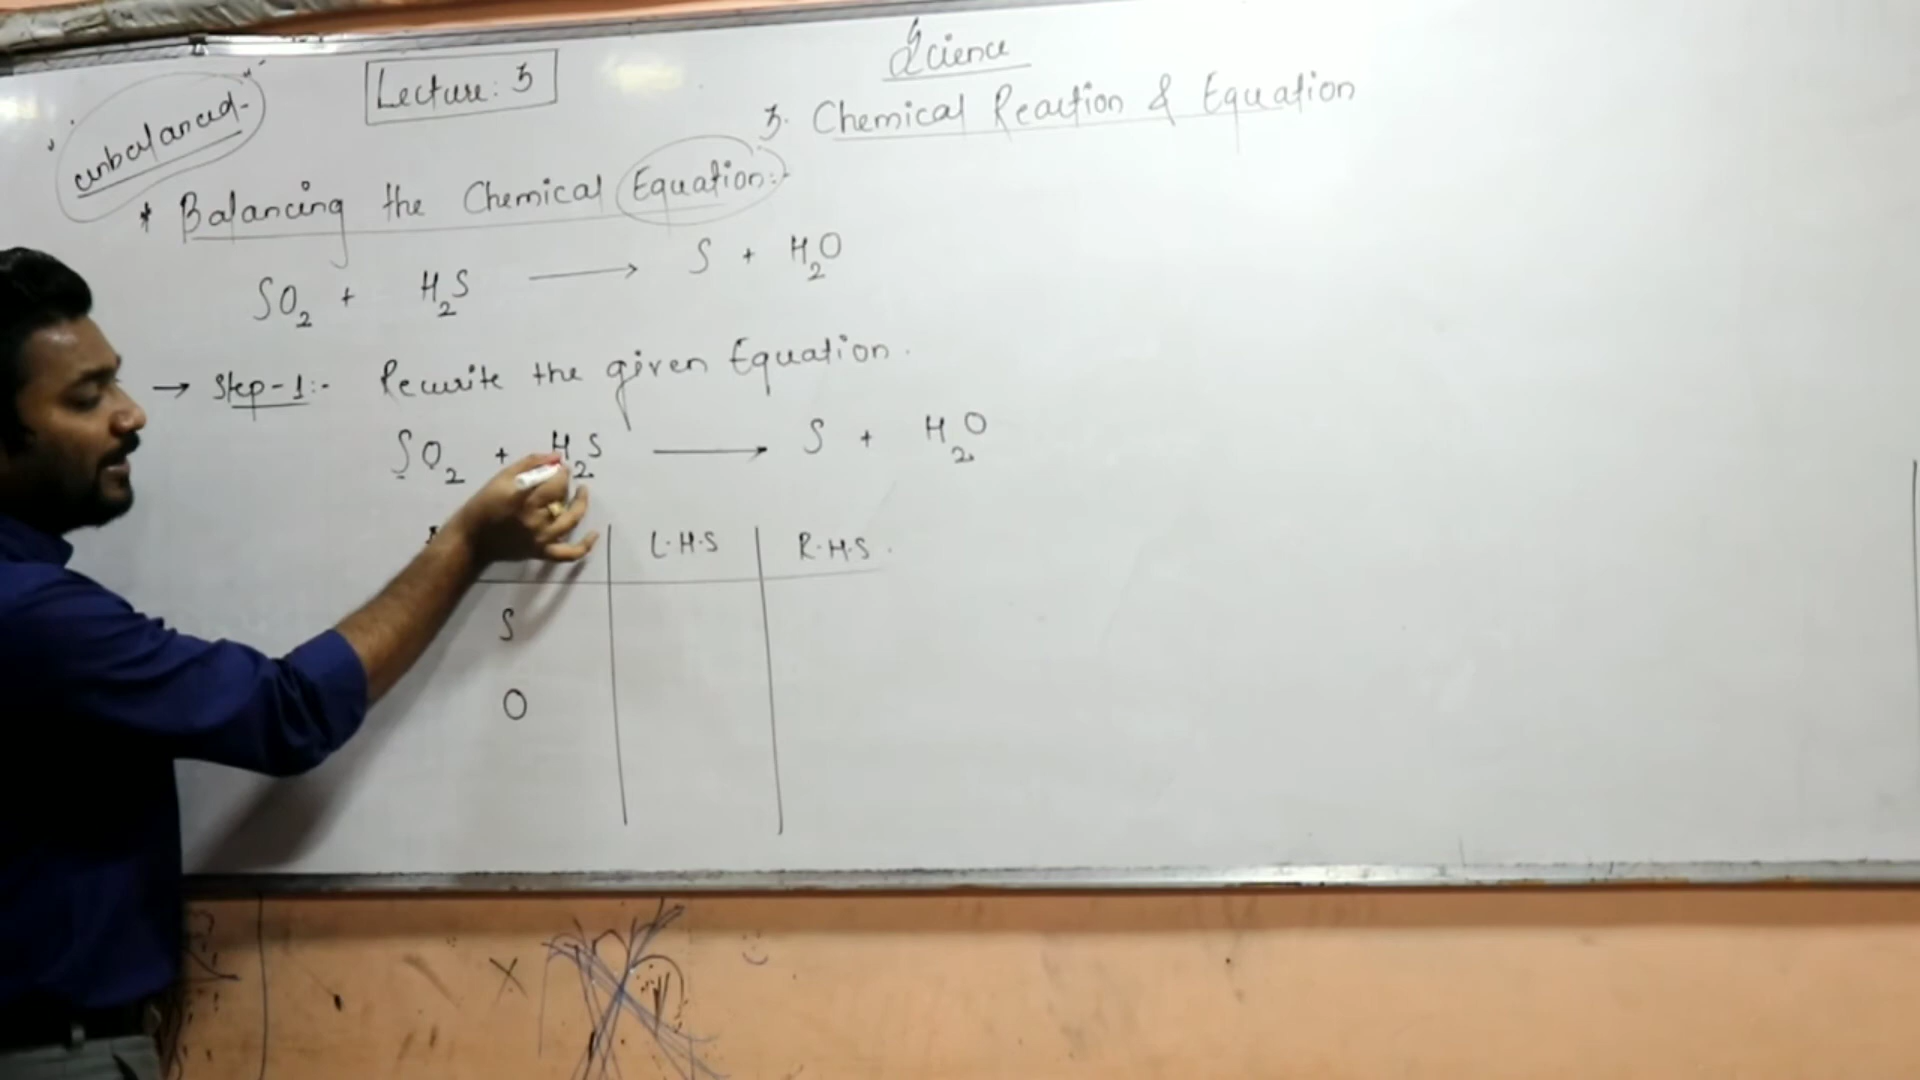 Science
Lecture: 3
3. Chemical Reaction & Equation
unbalanced
* Balancing the Chemical Equation:-
SO₂ + H₂S ⟶ S + H₂O
→ Step-1:- Rewrite the given Equation.
SO₂ + H₂S ⟶ S + H₂O
L.H.S R.H.S
S
O